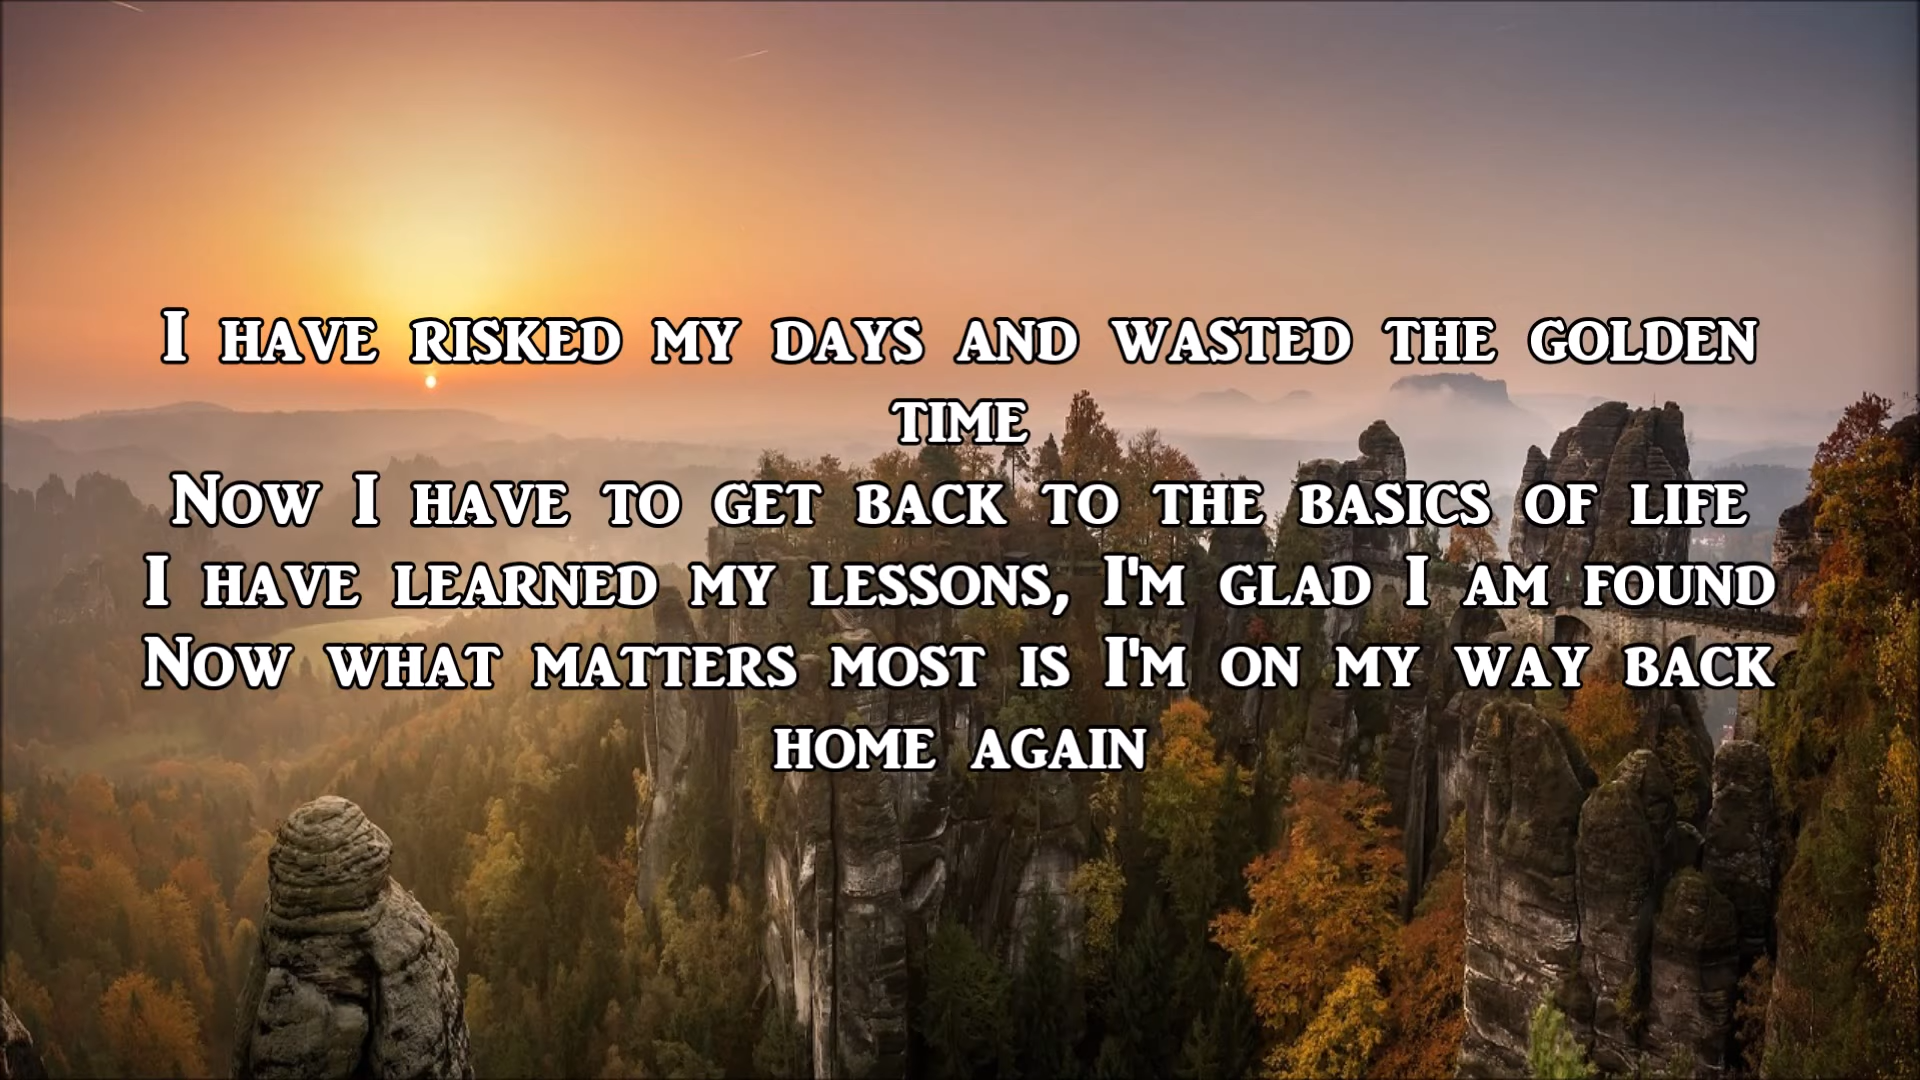 I have risked my days and wasted the golden
time
Now I have to get back to the basics of life
I have learned my lessons, I'm glad I am found
Now what matters most is I'm on my way back
home again